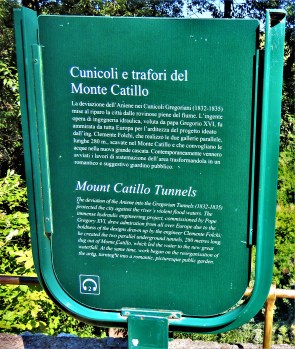 Cunicoli e trafori del
Monte Catillo
La deviazione dell'Aniene nei Cunicoli Gregoriani (1832-1835)
mise al riparo la città dalle rovinose piene del fiume. L'ingente
opera di ingegneria idraulica, voluta da papa Gregorio XVI, fu
ammirata da tutta Europa per l'arditezza del progetto ideato
dall'ing. Clemente Folchi, che realizzò le due gallerie parallele,
lunghe 280 m., scavate nel Monte Catillo e che convogliano le
acque nella nuova grande cascata. Contemporaneamente vennero
avviati i lavori di sistemazione dell'area trasformandola in un
romantico e suggestivo giardino pubblico.
Mount Catillo Tunnels
The deviation of the Aniene into the Gregorian Tunnels (1832-1835)
protected the city against the river's violent flood waters. The
immense hydraulic engineering project, commissioned by Pope
Gregory XVI, drew admiration from all over Europe due to the
boldness of the designs drawn up by the engineer Clemente Folchi,
he created the two parallel underground tunnels, 280 metres long
dug out of Monte Catillo, which led the water to the new great
waterfall. At the same time, work began on the reorganisation of
the area, turning it into a romantic, picturesque public garden.